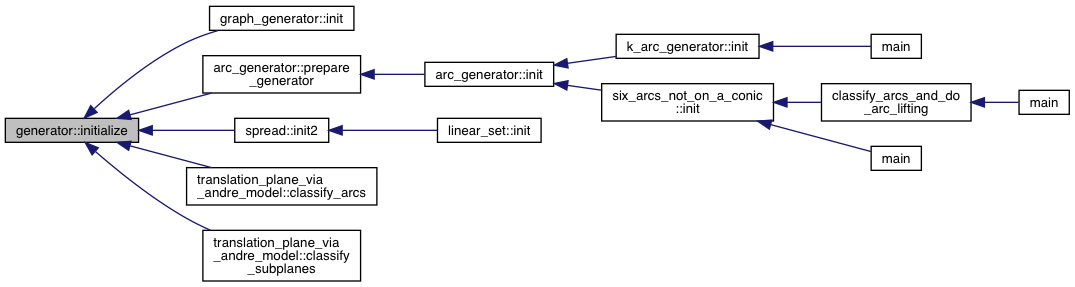 graph_generator::init
k_arc_generator::init
main
arc_generator::prepare
_generator
arc_generator::init
six_arcs_not_on_a_conic
::init
classify_arcs_and_do
_arc_lifting
main
generator::initialize
spread::init2
linear_set::init
main
translation_plane_via
_andre_model::classify_arcs
translation_plane_via
_andre_model::classify
_subplanes